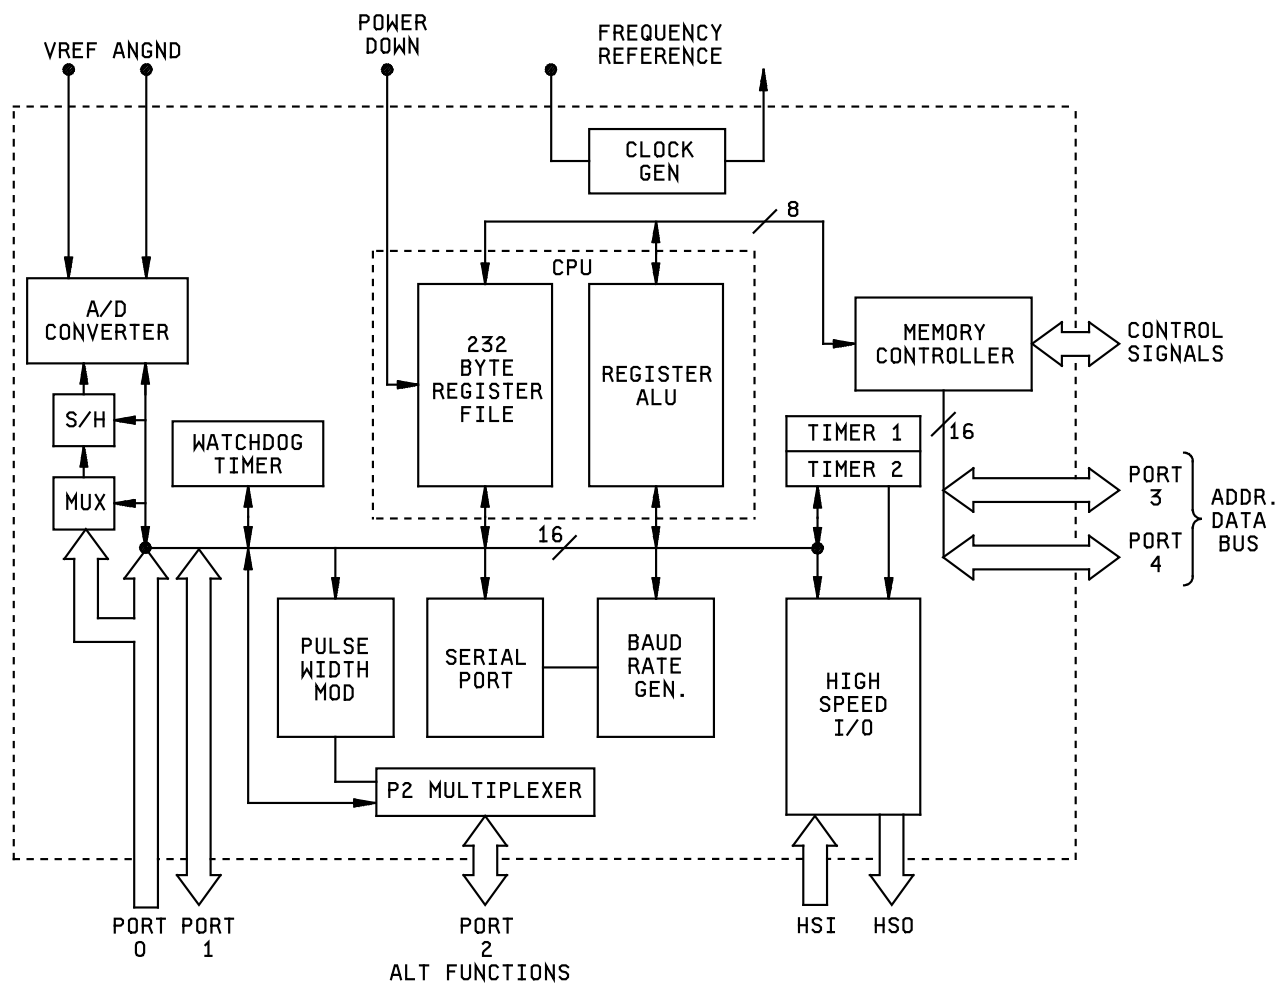 POWER
DOWN
FREQUENCY
REFERENCE
VREF ANGND
CLOCK
GEN
8
CPU
A/D
CONVERTER
232
BYTE
REGISTER
FILE
REGISTER
ALU
MEMORY
CONTROLLER
CONTROL
SIGNALS
S/H
WATCHDOG
TIMER
TIMER 1
TIMER 2
16
MUX
PORT
3
ADDR.
DATA
BUS
PORT
4
16
PULSE
WIDTH
MOD
SERIAL
PORT
BAUD
RATE
GEN.
HIGH
SPEED
I/O
P2 MULTIPLEXER
PORT
0
PORT
1
PORT
2
ALT FUNCTIONS
HSI
HSO